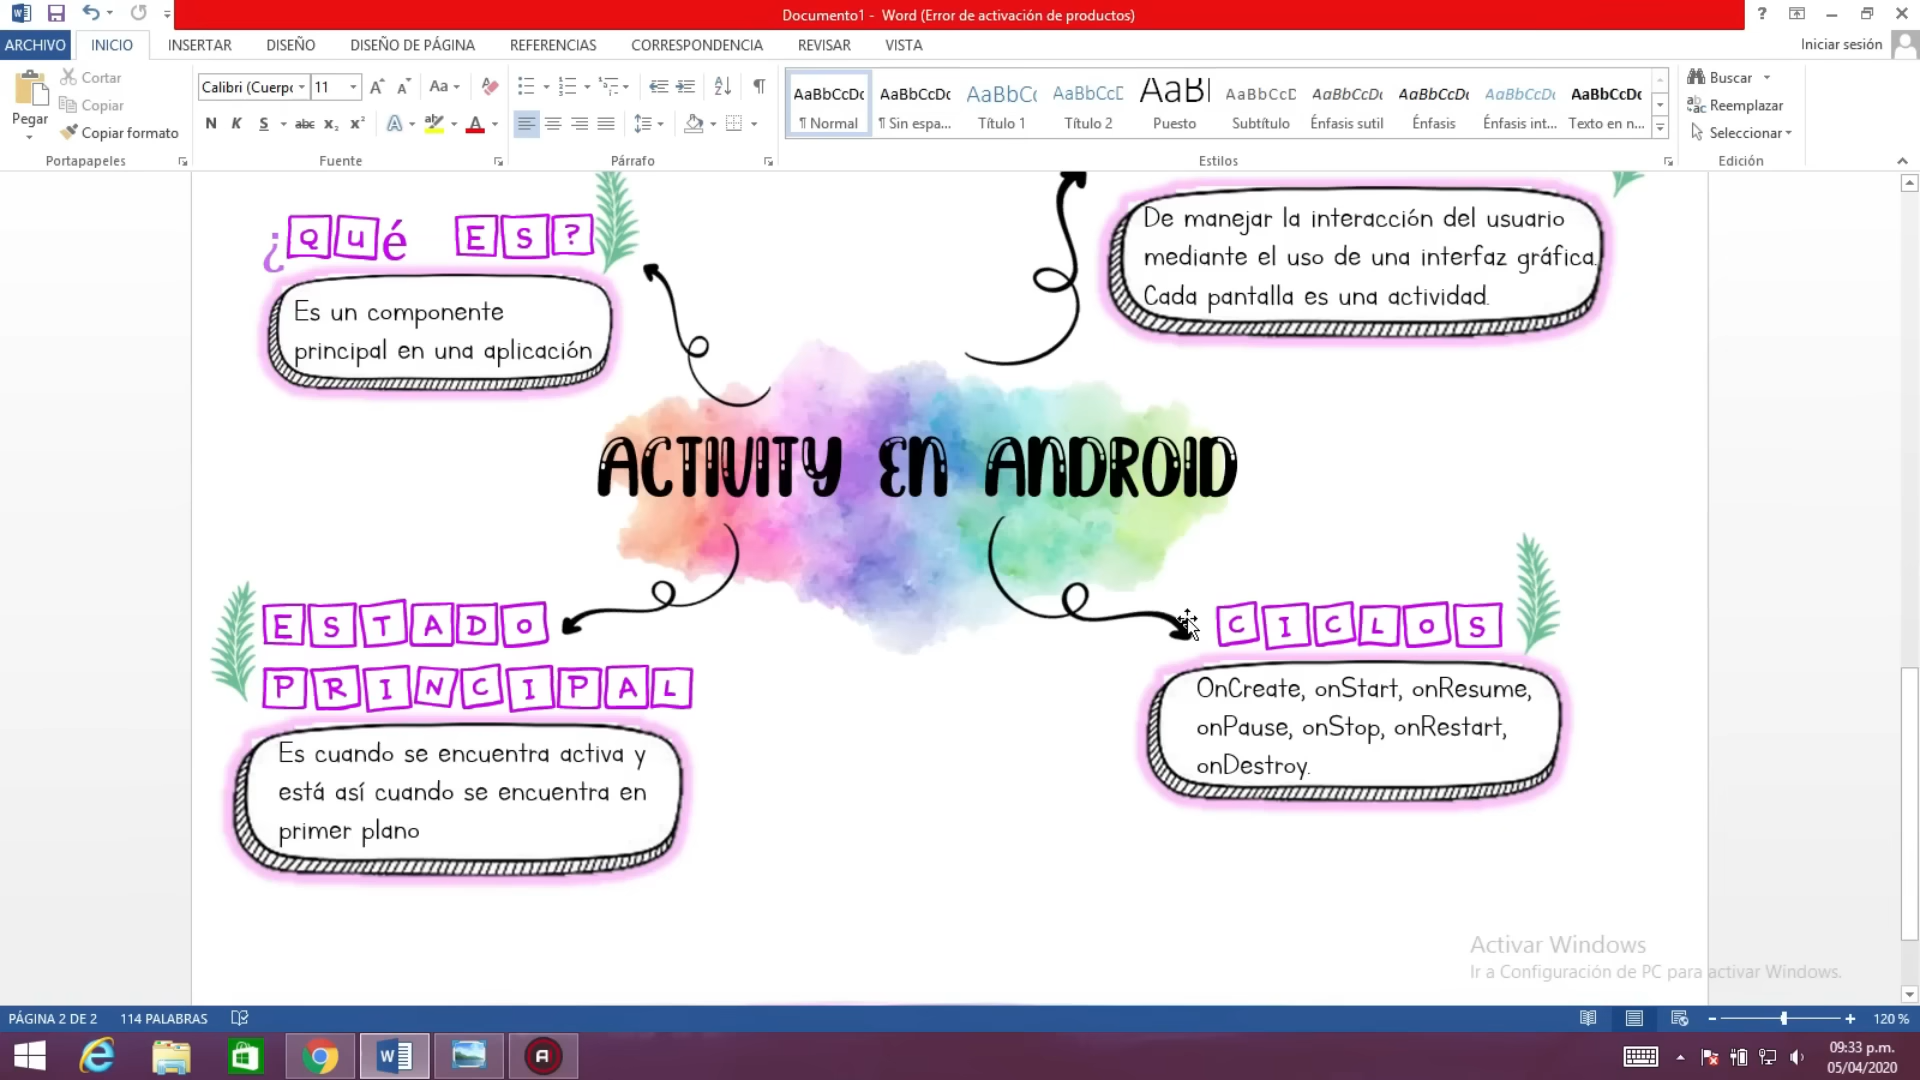 Documento1 - Word (Error de activación de productos)
ARCHIVO INICIO INSERTAR DISEÑO DISEÑO DE PÁGINA REFERENCIAS CORRESPONDENCIA REVISAR VISTA Iniciar sesión
Pegar
Cortar
Copiar
Copiar formato
Portapapeles
Calibri (Cuerpo 11
N K S abc x₂ x²
Fuente
Párrafo
AaBbCcDc AaBbCcDc AaBbC AaBbCcD AaB AaBbCcD AaBbCcDc AaBbCcDc AaBbCcDc AaBbCcDc
¶ Normal ¶ Sin espa... Título 1 Título 2 Puesto Subtítulo Énfasis sutil Énfasis Énfasis int... Texto en n...
Estilos
Buscar
Reemplazar
Seleccionar
Edición
¿Qué ES?
Es un componente
principal en una aplicación
De manejar la interacción del usuario
mediante el uso de una interfaz gráfica.
Cada pantalla es una actividad.
ACTIVITY EN ANDROID
ESTADO
PRINCIPAL
Es cuando se encuentra activa y
está así cuando se encuentra en
primer plano
CICLOS
OnCreate, onStart, onResume,
onPause, onStop, onRestart,
onDestroy.
Activar Windows
Ir a Configuración de PC para activar Windows.
PÁGINA 2 DE 2 114 PALABRAS 120 %
09:33 p.m.
05/04/2020